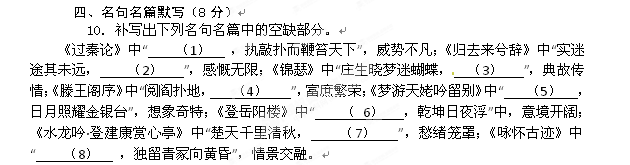 四、名句名篇默写（8 分）
10. 补写出下列名句名篇中的空缺部分。
《过秦论》中“ （1） ，执敲扑而鞭笞天下”，威势不凡；《归去来兮辞》中“实迷
途其未远， （2） ”，感慨无限；《锦瑟》中“庄生晓梦迷蝴蝶， （3） ”，典故传
情；《滕王阁序》中“闾阎扑地， （4） ”，富庶繁荣；《梦游天姥吟留别》中“ （5） ，
日月照耀金银台”，想象奇特；《登岳阳楼》中“ （ 6） ，乾坤日夜浮”中，意境开阔；
《水龙吟·登建康赏心亭》中“楚天千里清秋， （7） ”，愁绪笼罩；《咏怀古迹》中
“ （8） ，独留青冢向黄昏”，情景交融。